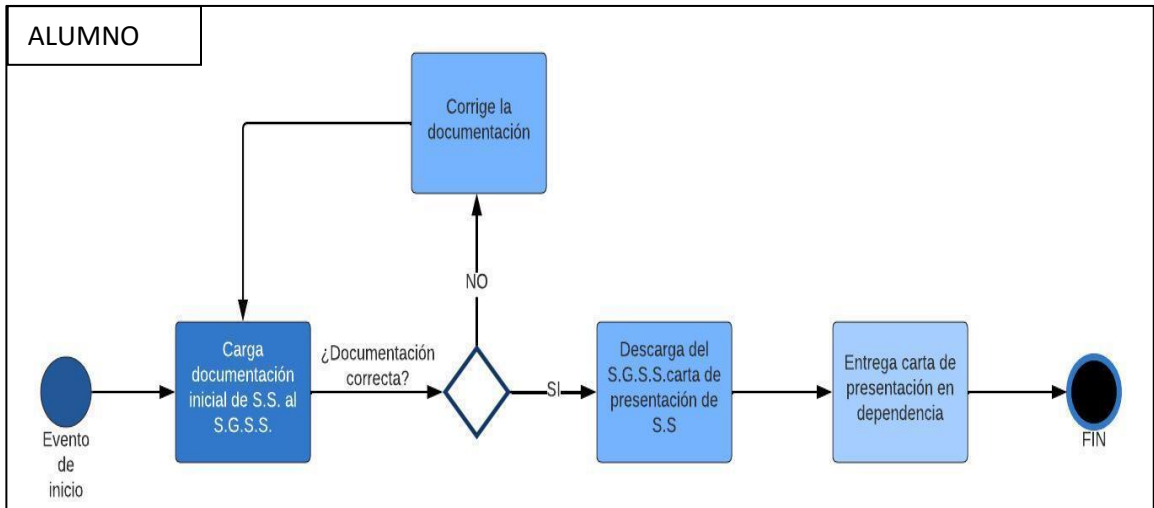 ALUMNO
Corrige la
documentación
NO
Evento
de
inicio
Carga
documentación
inicial de S.S. al
S.G.S.S.
¿Documentación
correcta?
SI
Descarga del
S.G.S.S.carta de
presentación de
S.S
Entrega carta de
presentación en
dependencia
FIN